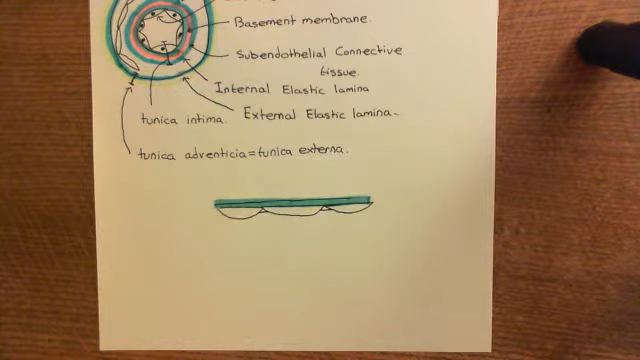 Basement membrane.
Subendothelial Connective
tissue.
Internal Elastic lamina
External Elastic lamina.
tunica intima.
tunica adventicia = tunica externa.